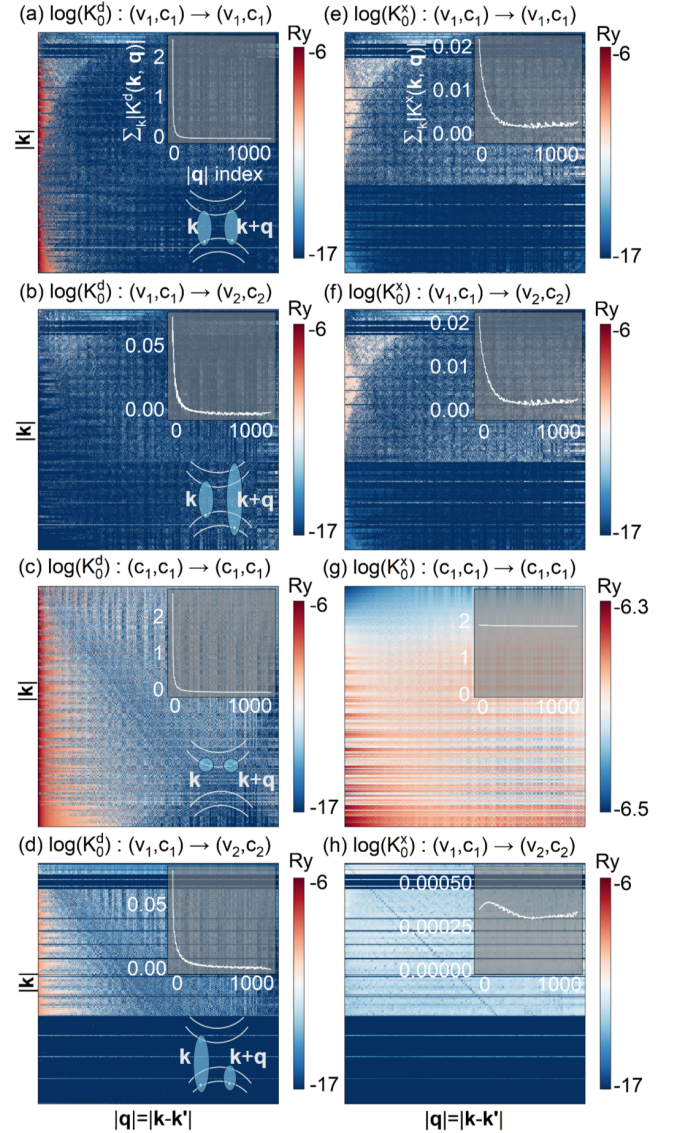 (a) log(K₀ᵈ) : (v₁,c₁) → (v₁,c₁)
Ry
-6
-17
|k|
∑ₖ|Kᵈ(k, q)|
2
1
0
0 1000
|q| index
k k+q
(e) log(K₀ˣ) : (v₁,c₁) → (v₁,c₁)
Ry
-6
-17
∑ₖ|Kˣ(k, q)|
0.02
0.01
0.00
0 1000
(b) log(K₀ᵈ) : (v₁,c₁) → (v₂,c₂)
Ry
-6
-17
|k|
0.05
0.00
0 1000
k k+q
(f) log(K₀ˣ) : (v₁,c₁) → (v₂,c₂)
Ry
-6
-17
0.02
0.01
0.00
0 1000
(c) log(K₀ᵈ) : (c₁,c₁) → (c₁,c₁)
Ry
-6
-17
|k|
2
1
0
0 1000
k k+q
(g) log(K₀ˣ) : (c₁,c₁) → (c₁,c₁)
Ry
-6.3
-6.5
2
1
0
0 1000
(d) log(K₀ᵈ) : (v₁,c₁) → (v₂,c₂)
Ry
-6
-17
|k|
0.05
0.00
0 1000
k k+q
|q|=|k-k'|
(h) log(K₀ˣ) : (v₁,c₁) → (v₂,c₂)
Ry
-6
-17
0.00050
0.00025
0.00000
0 1000
|q|=|k-k'|